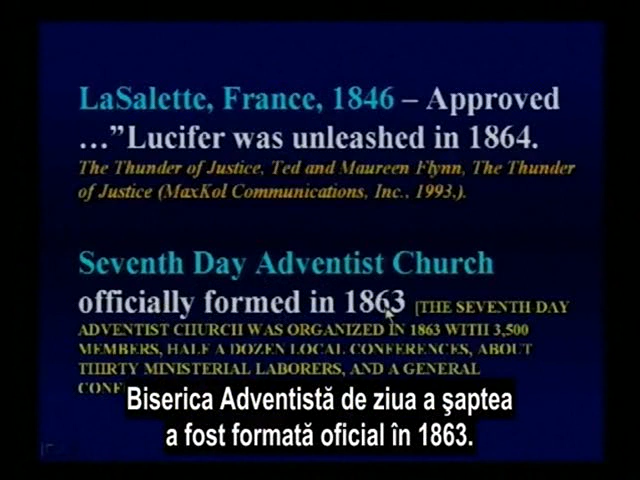 LaSalette, France, 1846 – Approved
…”Lucifer was unleashed in 1864.
The Thunder of Justice, Ted and Maureen Flynn, The Thunder
of Justice (MaxKol Communications, Inc., 1993,).
Seventh Day Adventist Church
officially formed in 1863 [THE SEVENTH DAY
ADVENTIST CHURCH WAS ORGANIZED IN 1863 WITH 3,500
MEMBERS, HALF A DOZEN LOCAL CONFERENCES, ABOUT
THIRTY MINISTERIAL LABORERS, AND A GENERAL
Biserica Adventistă de ziua a şaptea
a fost formată oficial în 1863.